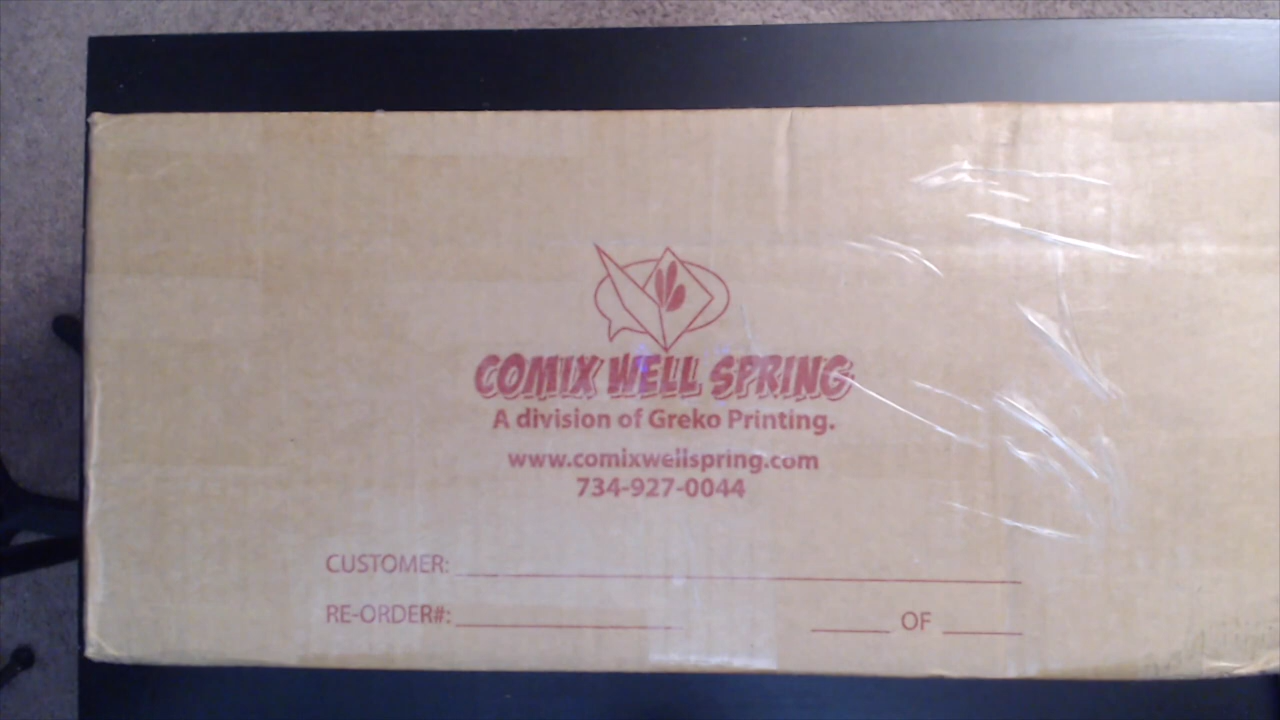 COMIX WELL SPRING
A division of Greko Printing.
www.comixwellspring.com
734-927-0044
CUSTOMER:
RE-ORDER#: OF